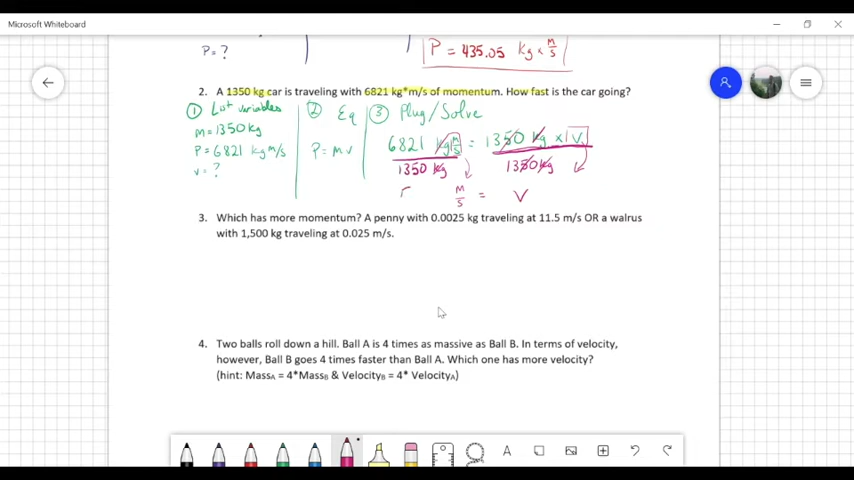 Microsoft Whiteboard
P = ?
P = 435.05 Kg × M/S
2. A 1350 kg car is traveling with 6821 kg*m/s of momentum. How fast is the car going?
① List variables
② Eq
③ Plug/Solve
m = 1350 kg
P = 6821 kg m/s
v = ?
P = mv
6821 kg M/S = 1350 kg × V
1350 kg
1350 kg
M/S = V
3. Which has more momentum? A penny with 0.0025 kg traveling at 11.5 m/s OR a walrus
with 1,500 kg traveling at 0.025 m/s.
4. Two balls roll down a hill. Ball A is 4 times as massive as Ball B. In terms of velocity,
however, Ball B goes 4 times faster than Ball A. Which one has more velocity?
(hint: MassA = 4*MassB & VelocityB = 4* VelocityA)
A